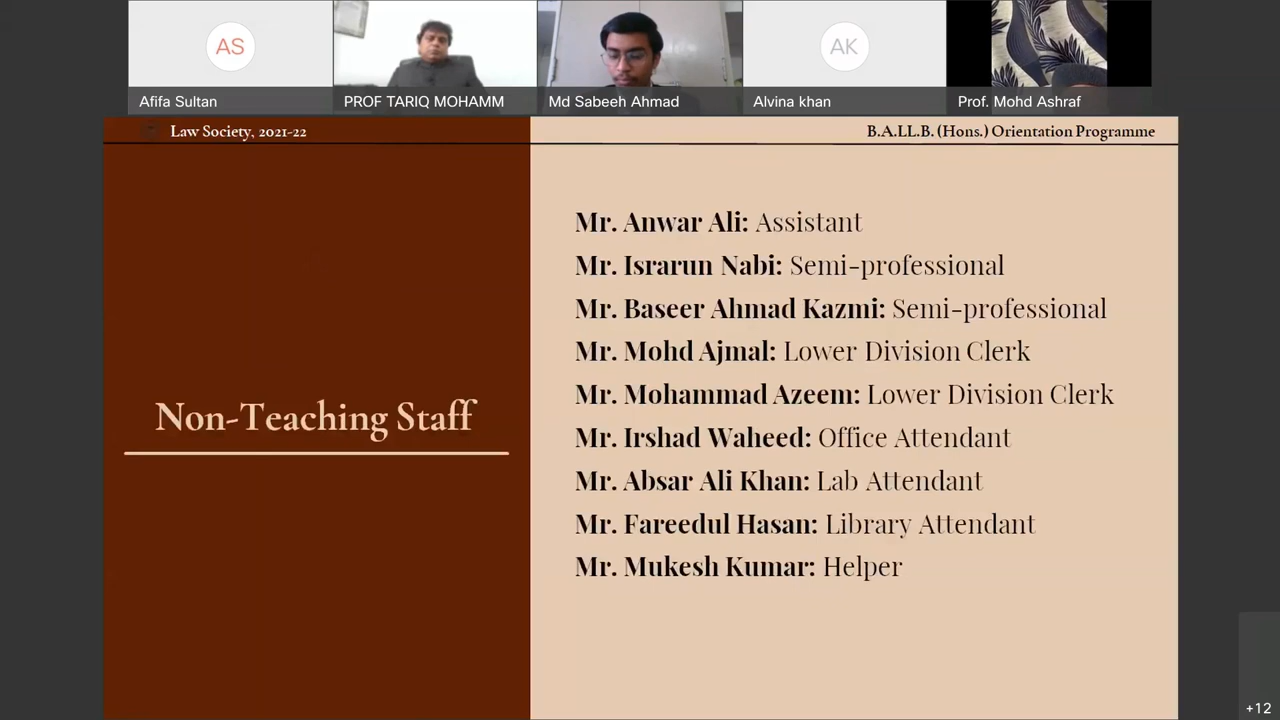 AS
AK
Afifa Sultan
PROF TARIQ MOHAMM
Md Sabeeh Ahmad
Alvina khan
Prof. Mohd Ashraf
Law Society, 2021-22
B.A.LL.B. (Hons.) Orientation Programme
Non-Teaching Staff
Mr. Anwar Ali: Assistant
Mr. Israrun Nabi: Semi-professional
Mr. Baseer Ahmad Kazmi: Semi-professional
Mr. Mohd Ajmal: Lower Division Clerk
Mr. Mohammad Azeem: Lower Division Clerk
Mr. Irshad Waheed: Office Attendant
Mr. Absar Ali Khan: Lab Attendant
Mr. Fareedul Hasan: Library Attendant
Mr. Mukesh Kumar: Helper
+12